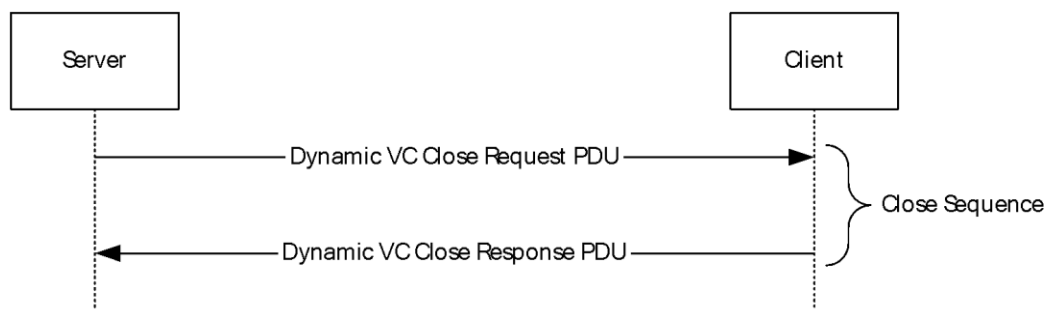 Server
Client
Dynamic VC Close Request PDU
Close Sequence
Dynamic VC Close Response PDU